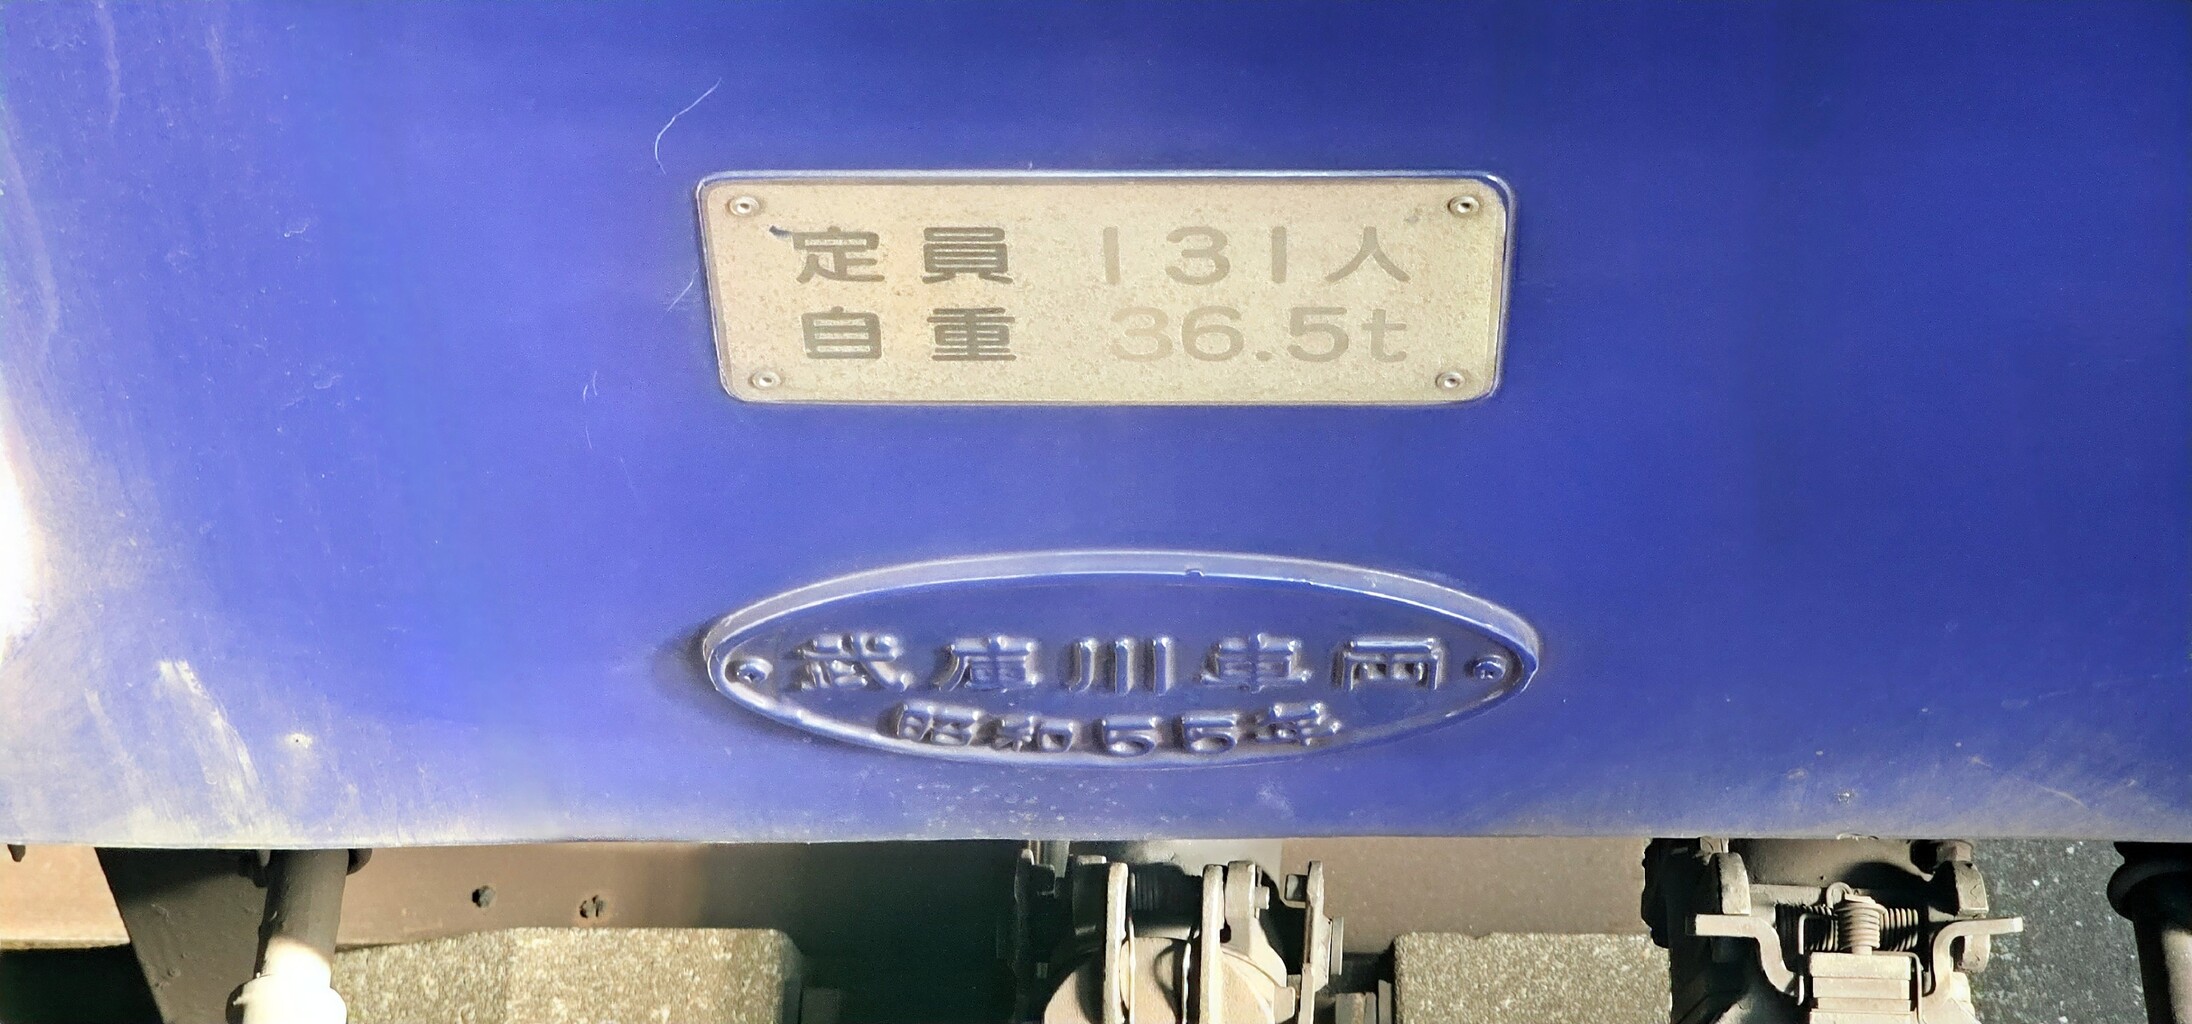 定員 131人
自重 36.5t
武庫川車両
昭和55年